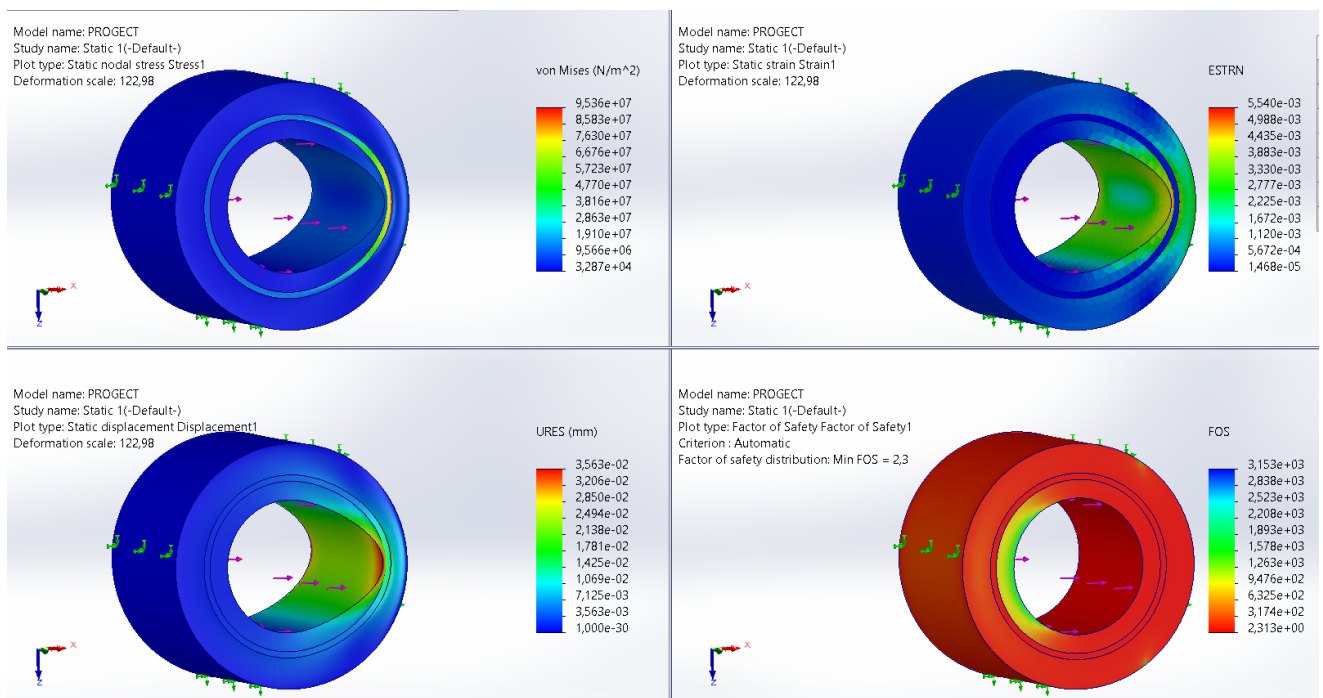 Model name: PROGECT
Study name: Static 1(-Default-)
Plot type: Static nodal stress Stress1
Deformation scale: 122,98
von Mises (N/m^2)
9,536e+07
8,583e+07
7,630e+07
6,676e+07
5,723e+07
4,770e+07
3,816e+07
2,863e+07
1,910e+07
9,566e+06
3,287e+04
X
Z
Model name: PROGECT
Study name: Static 1(-Default-)
Plot type: Static strain Strain1
Deformation scale: 122,98
ESTRN
5,540e-03
4,988e-03
4,435e-03
3,883e-03
3,330e-03
2,777e-03
2,225e-03
1,672e-03
1,120e-03
5,672e-04
1,468e-05
X
Z
Model name: PROGECT
Study name: Static 1(-Default-)
Plot type: Static displacement Displacement1
Deformation scale: 122,98
URES (mm)
3,563e-02
3,206e-02
2,850e-02
2,494e-02
2,138e-02
1,781e-02
1,425e-02
1,069e-02
7,125e-03
3,563e-03
1,000e-30
X
Z
Model name: PROGECT
Study name: Static 1(-Default-)
Plot type: Factor of Safety Factor of Safety1
Criterion : Automatic
Factor of safety distribution: Min FOS = 2,3
FOS
3,153e+03
2,838e+03
2,523e+03
2,208e+03
1,893e+03
1,578e+03
1,263e+03
9,476e+02
6,325e+02
3,174e+02
2,313e+00
X
Z